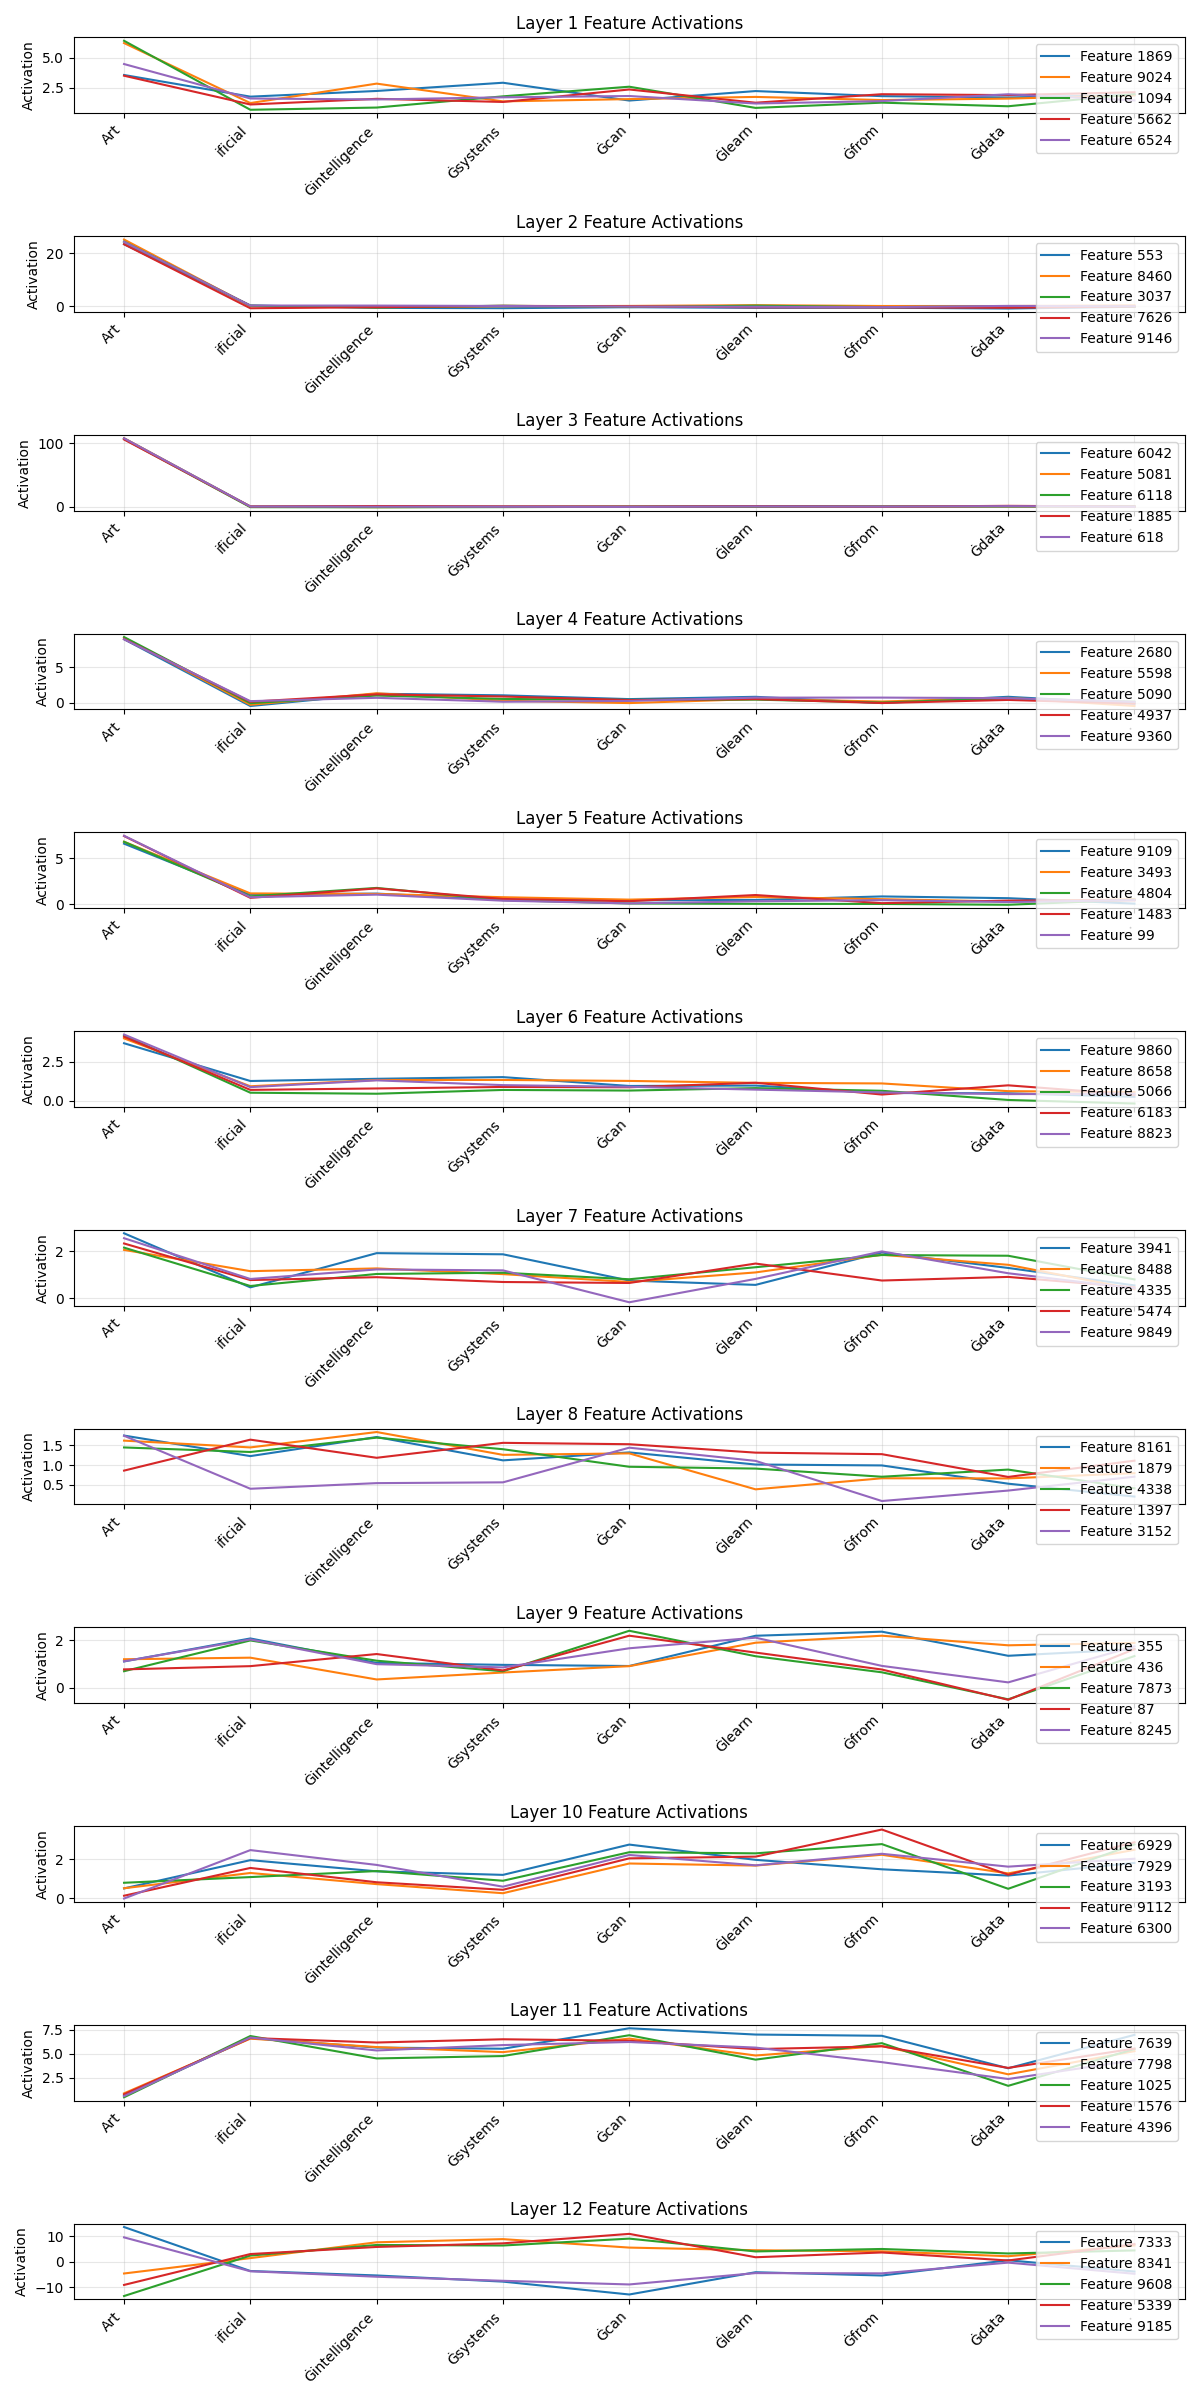 Layer 1 Feature Activations
Activation
5.0
2.5
Feature 1869
Feature 9024
Feature 1094
Feature 5662
Feature 6524
Art
ificial
Ġintelligence
Ġsystems
Ġcan
Ġlearn
Ġfrom
Ġdata
Layer 2 Feature Activations
Activation
20
0
Feature 553
Feature 8460
Feature 3037
Feature 7626
Feature 9146
Art
ificial
Ġintelligence
Ġsystems
Ġcan
Ġlearn
Ġfrom
Ġdata
Layer 3 Feature Activations
Activation
100
0
Feature 6042
Feature 5081
Feature 6118
Feature 1885
Feature 618
Art
ificial
Ġintelligence
Ġsystems
Ġcan
Ġlearn
Ġfrom
Ġdata
Layer 4 Feature Activations
Activation
5
0
Feature 2680
Feature 5598
Feature 5090
Feature 4937
Feature 9360
Art
ificial
Ġintelligence
Ġsystems
Ġcan
Ġlearn
Ġfrom
Ġdata
Layer 5 Feature Activations
Activation
5
0
Feature 9109
Feature 3493
Feature 4804
Feature 1483
Feature 99
Art
ificial
Ġintelligence
Ġsystems
Ġcan
Ġlearn
Ġfrom
Ġdata
Layer 6 Feature Activations
Activation
2.5
0.0
Feature 9860
Feature 8658
Feature 5066
Feature 6183
Feature 8823
Art
ificial
Ġintelligence
Ġsystems
Ġcan
Ġlearn
Ġfrom
Ġdata
Layer 7 Feature Activations
Activation
2
0
Feature 3941
Feature 8488
Feature 4335
Feature 5474
Feature 9849
Art
ificial
Ġintelligence
Ġsystems
Ġcan
Ġlearn
Ġfrom
Ġdata
Layer 8 Feature Activations
Activation
1.5
1.0
0.5
Feature 8161
Feature 1879
Feature 4338
Feature 1397
Feature 3152
Art
ificial
Ġintelligence
Ġsystems
Ġcan
Ġlearn
Ġfrom
Ġdata
Layer 9 Feature Activations
Activation
2
0
Feature 355
Feature 436
Feature 7873
Feature 87
Feature 8245
Art
ificial
Ġintelligence
Ġsystems
Ġcan
Ġlearn
Ġfrom
Ġdata
Layer 10 Feature Activations
Activation
2
0
Feature 6929
Feature 7929
Feature 3193
Feature 9112
Feature 6300
Art
ificial
Ġintelligence
Ġsystems
Ġcan
Ġlearn
Ġfrom
Ġdata
Layer 11 Feature Activations
Activation
7.5
5.0
2.5
Feature 7639
Feature 7798
Feature 1025
Feature 1576
Feature 4396
Art
ificial
Ġintelligence
Ġsystems
Ġcan
Ġlearn
Ġfrom
Ġdata
Layer 12 Feature Activations
Activation
10
0
−10
Feature 7333
Feature 8341
Feature 9608
Feature 5339
Feature 9185
Art
ificial
Ġintelligence
Ġsystems
Ġcan
Ġlearn
Ġfrom
Ġdata